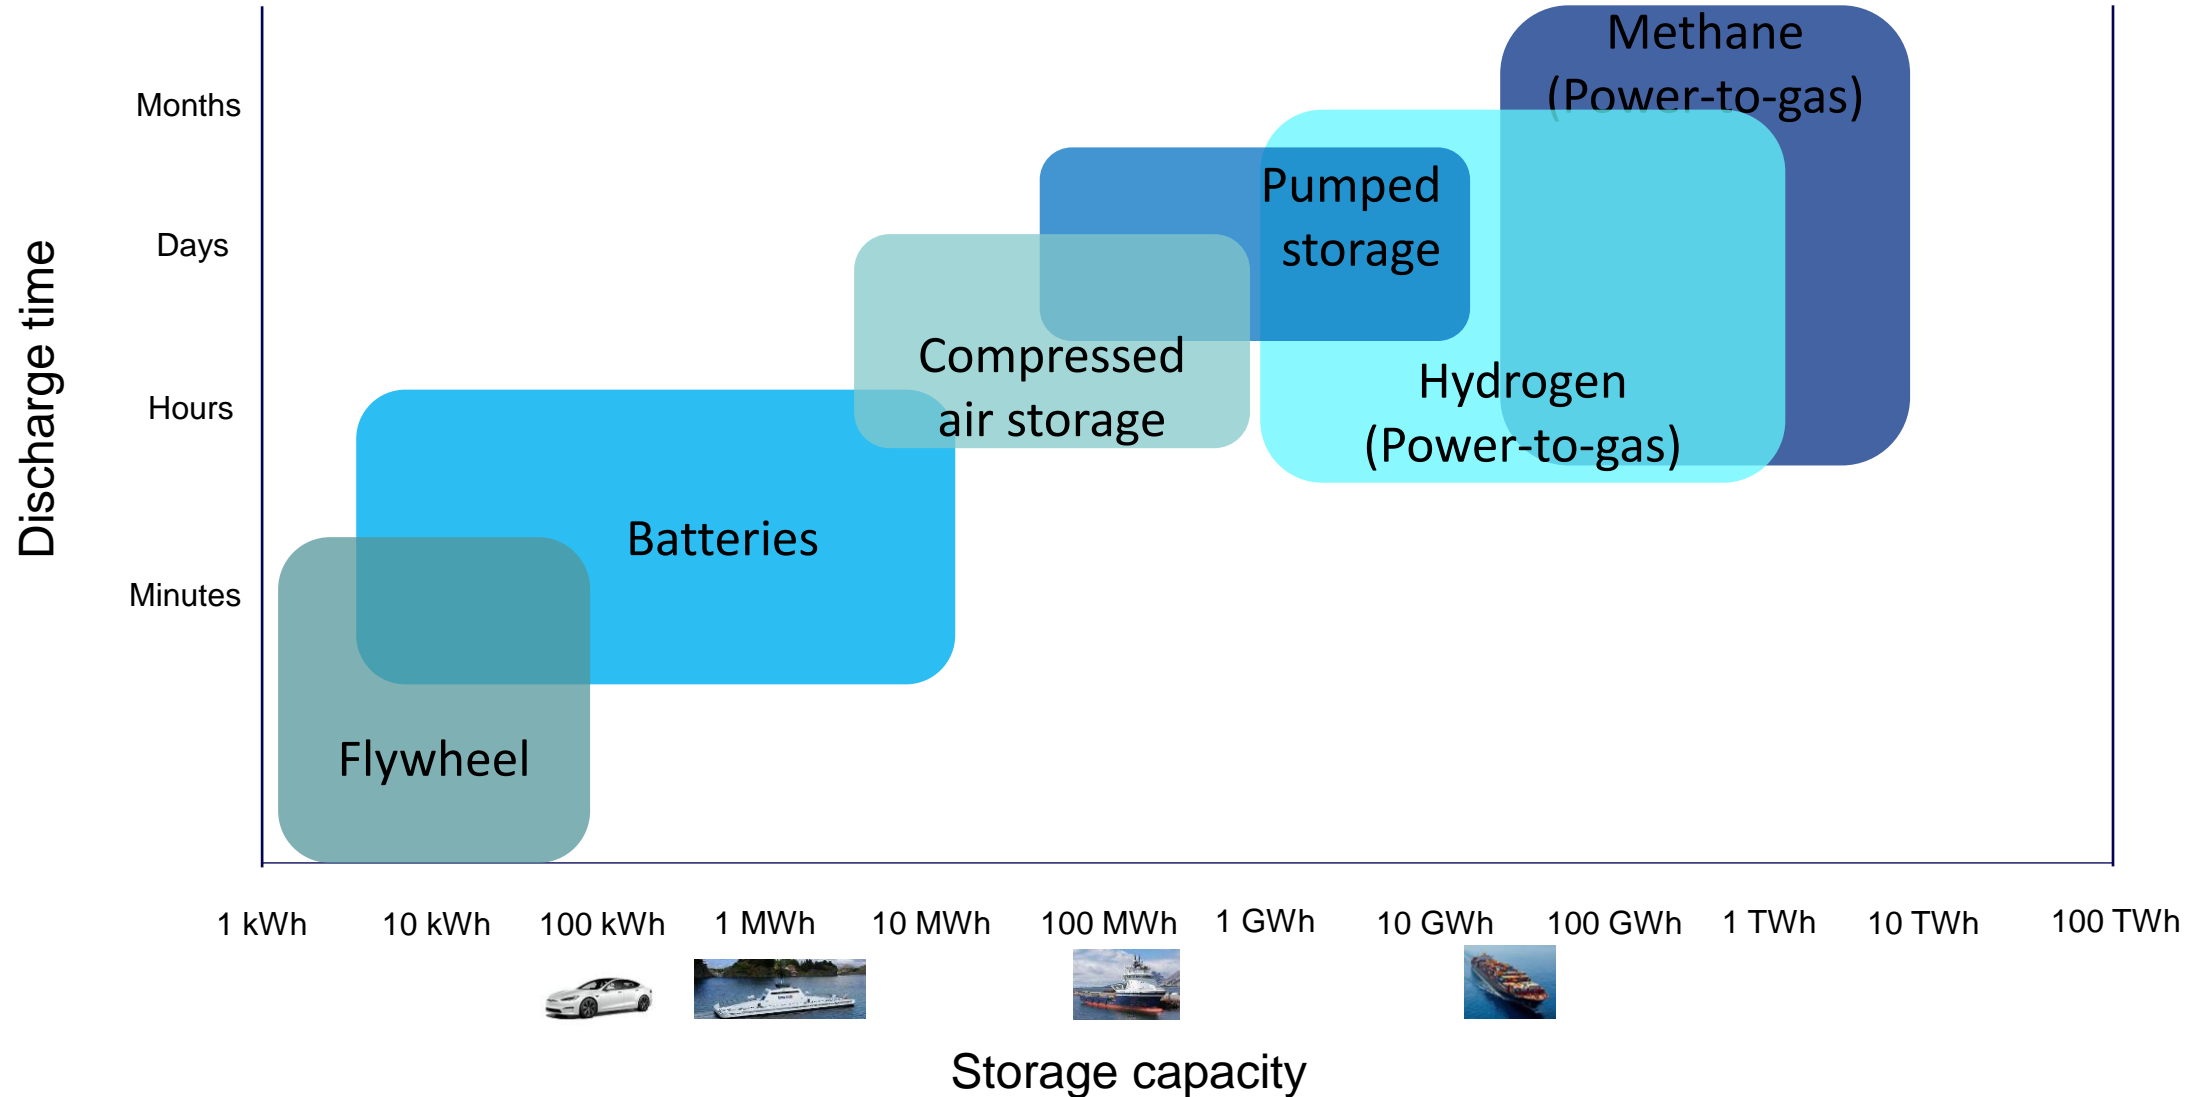 Methane
(Power-to-gas)
Months
Pumped
storage
Days
Discharge time
Compressed
air storage
Hydrogen
(Power-to-gas)
Hours
Batteries
Minutes
Flywheel
1 kWh 10 kWh 100 kWh 1 MWh 10 MWh 100 MWh 1 GWh 10 GWh 100 GWh 1 TWh 10 TWh 100 TWh
Storage capacity